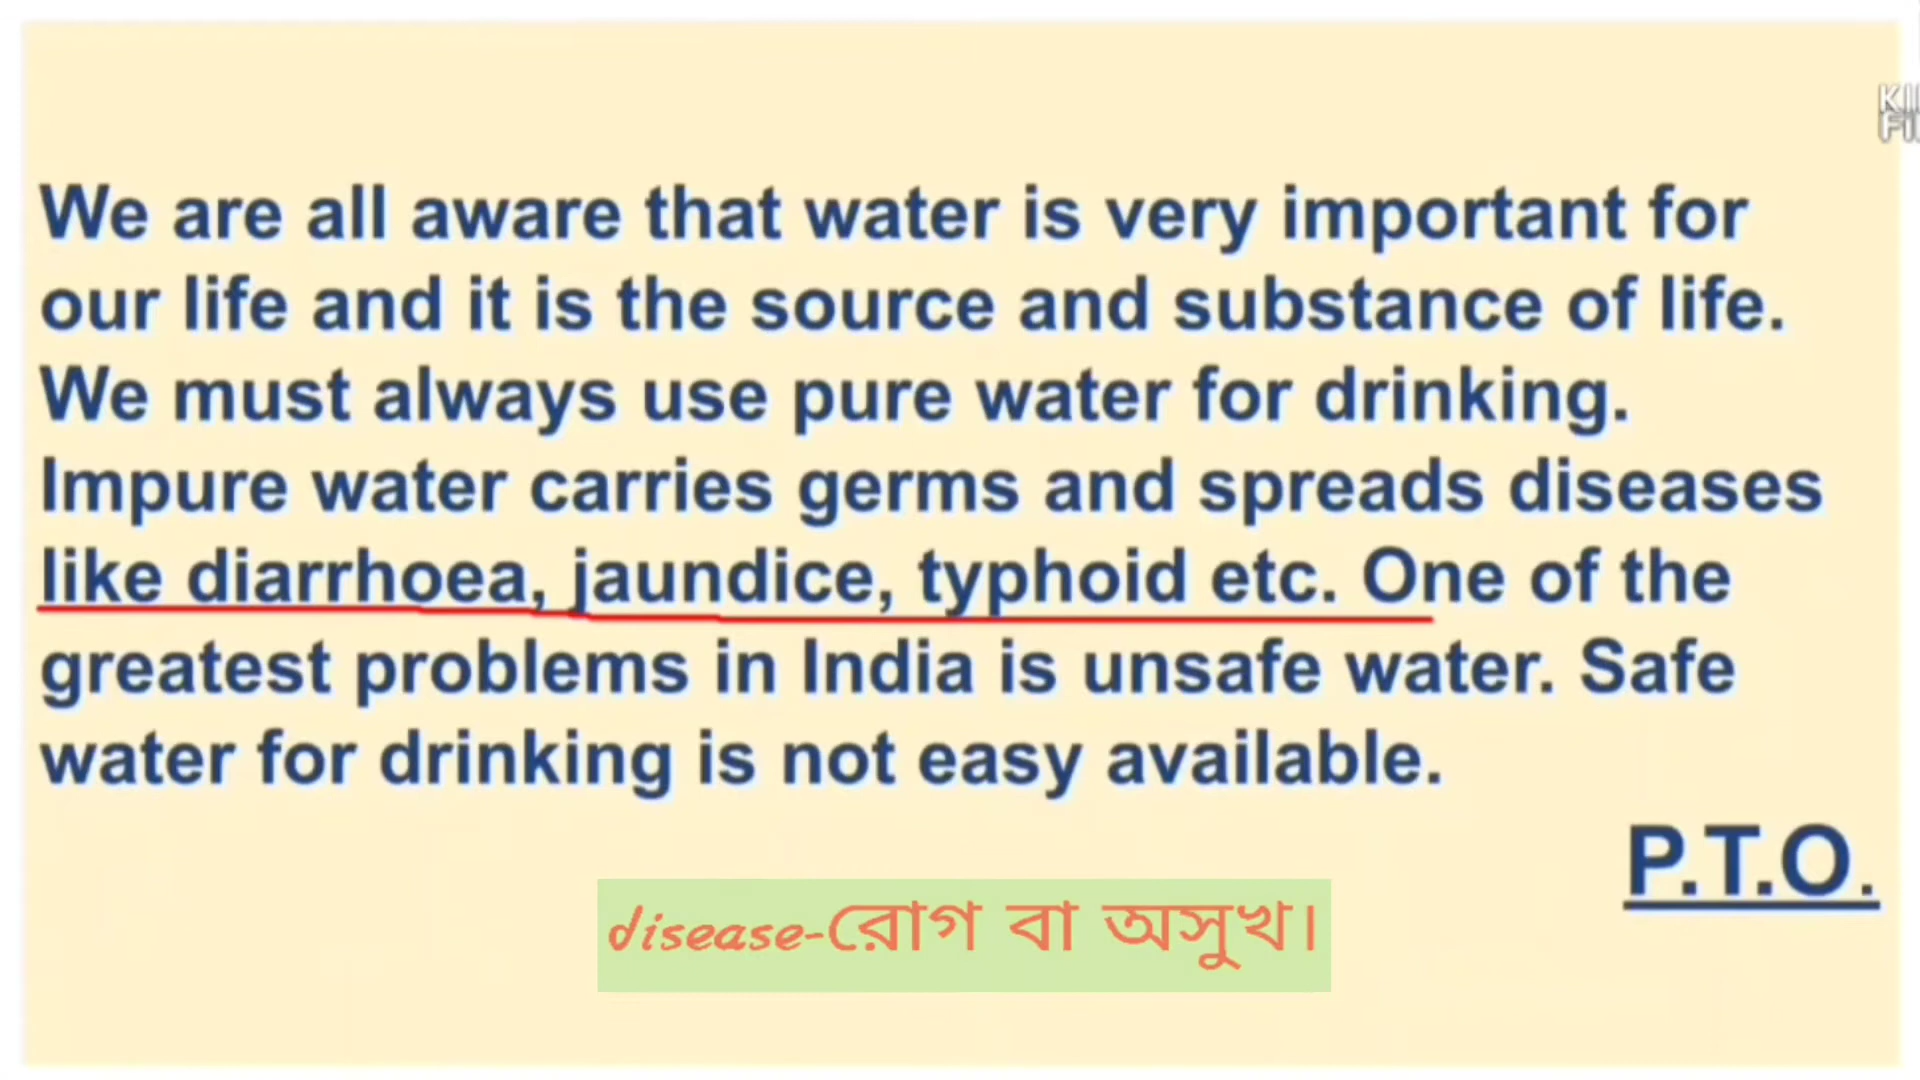 We are all aware that water is very important for
our life and it is the source and substance of life.
We must always use pure water for drinking.
Impure water carries germs and spreads diseases
like diarrhoea, jaundice, typhoid etc. One of the
greatest problems in India is unsafe water. Safe
water for drinking is not easy available.
P.T.O.
disease-রোগ বা অসুখ।